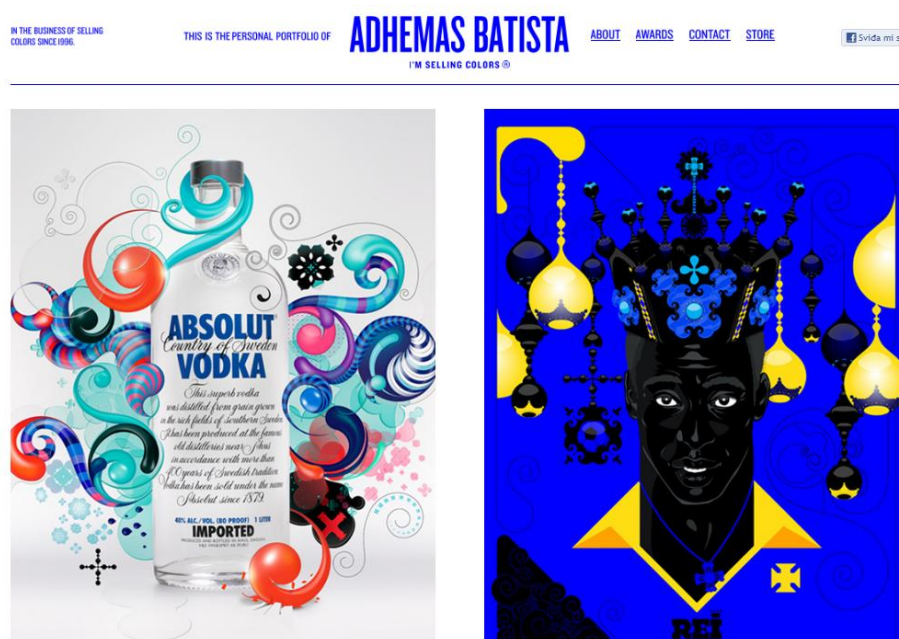 IN THE BUSINESS OF SELLING
COLORS SINCE 1996.
THIS IS THE PERSONAL PORTFOLIO OF
ADHEMAS BATISTA
I'M SELLING COLORS ®
ABOUT AWARDS CONTACT STORE
Sviđa mi s
ABSOLUT
Country of Sweden
VODKA
This superb vodka
was distilled from grain grown
in the rich fields of southern Sweden
It has been produced at the famous
old distilleries near Åhus
in accordance with more than
400 years of Swedish tradition
Vodka has been sold under the name
Absolut since 1879.
40% ALC./VOL. (80 PROOF) 1 LITER
IMPORTED
REI